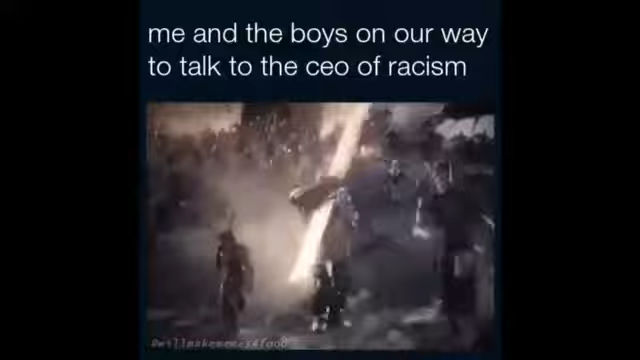 me and the boys on our way
to talk to the ceo of racism